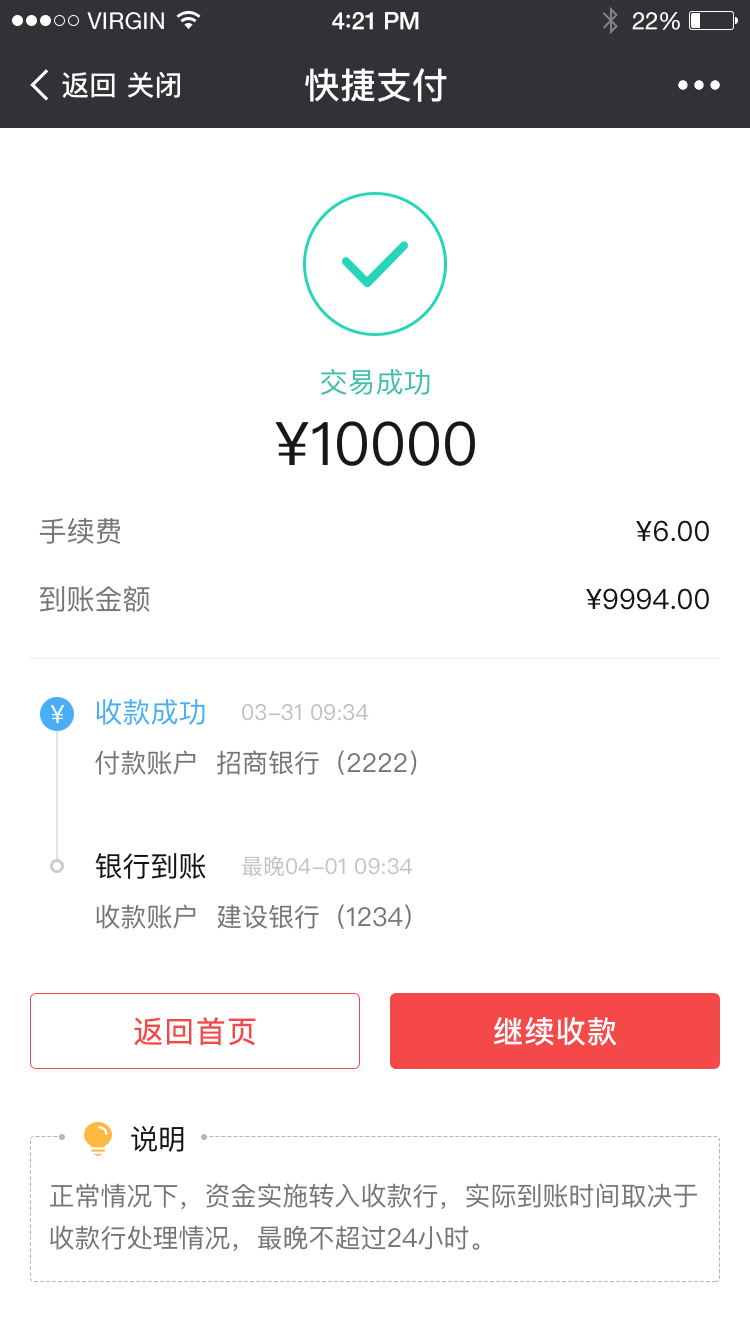 VIRGIN 4:21 PM 22%
返回 关闭 快捷支付
交易成功
¥10000
手续费 ¥6.00
到账金额 ¥9994.00
¥ 收款成功 03-31 09:34
付款账户 招商银行（2222）
银行到账 最晚04-01 09:34
收款账户 建设银行（1234）
返回首页 继续收款
说明
正常情况下，资金实施转入收款行，实际到账时间取决于
收款行处理情况，最晚不超过24小时。